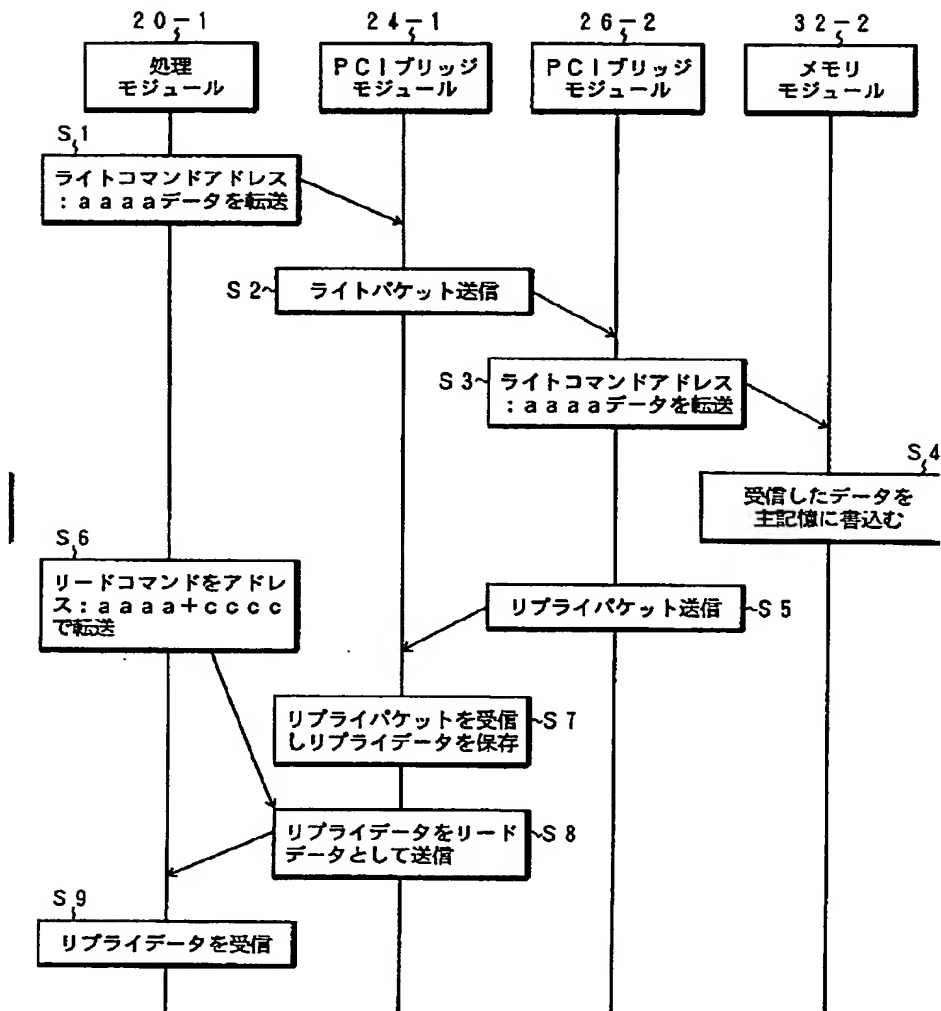 20-1 24-1 26-2 32-2
処理
モジュール
PCIブリッジ
モジュール
PCIブリッジ
モジュール
メモリ
モジュール
S1
ライトコマンドアドレス
:aaaaデータを転送
S2
ライトパケット送信
S3
ライトコマンドアドレス
:aaaaデータを転送
S4
受信したデータを
主記憶に書込む
S6
リードコマンドをアドレ
ス:aaaa+cccc
で転送
リプライパケット送信
S5
リプライパケットを受信
しリプライデータを保存
S7
リプライデータをリード
データとして送信
S8
S9
リプライデータを受信